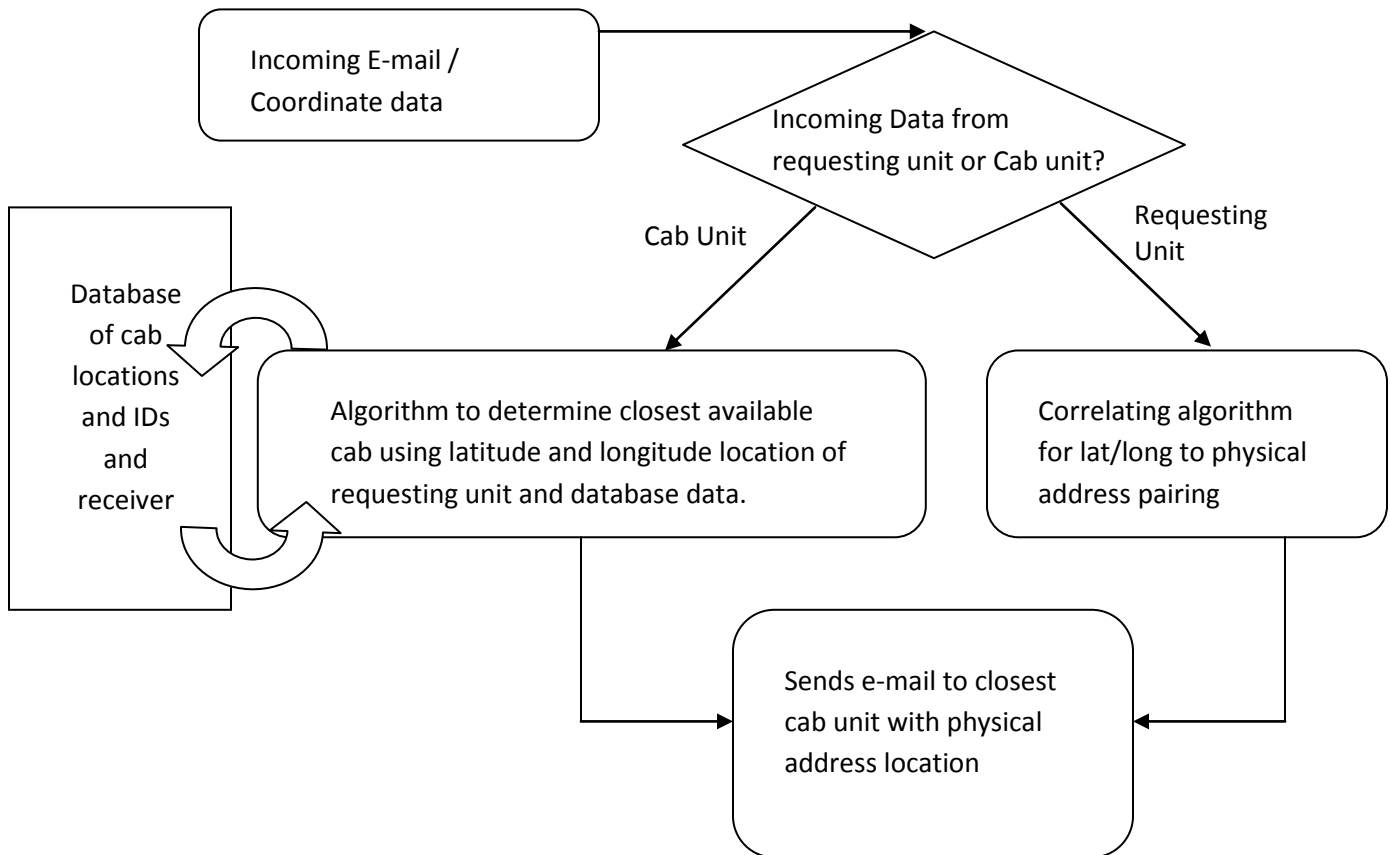 Incoming E-mail /
Coordinate data
Incoming Data from
requesting unit or Cab unit?
Cab Unit
Requesting
Unit
Database
of cab
locations
and IDs
and
receiver
Algorithm to determine closest available
cab using latitude and longitude location of
requesting unit and database data.
Correlating algorithm
for lat/long to physical
address pairing
Sends e-mail to closest
cab unit with physical
address location